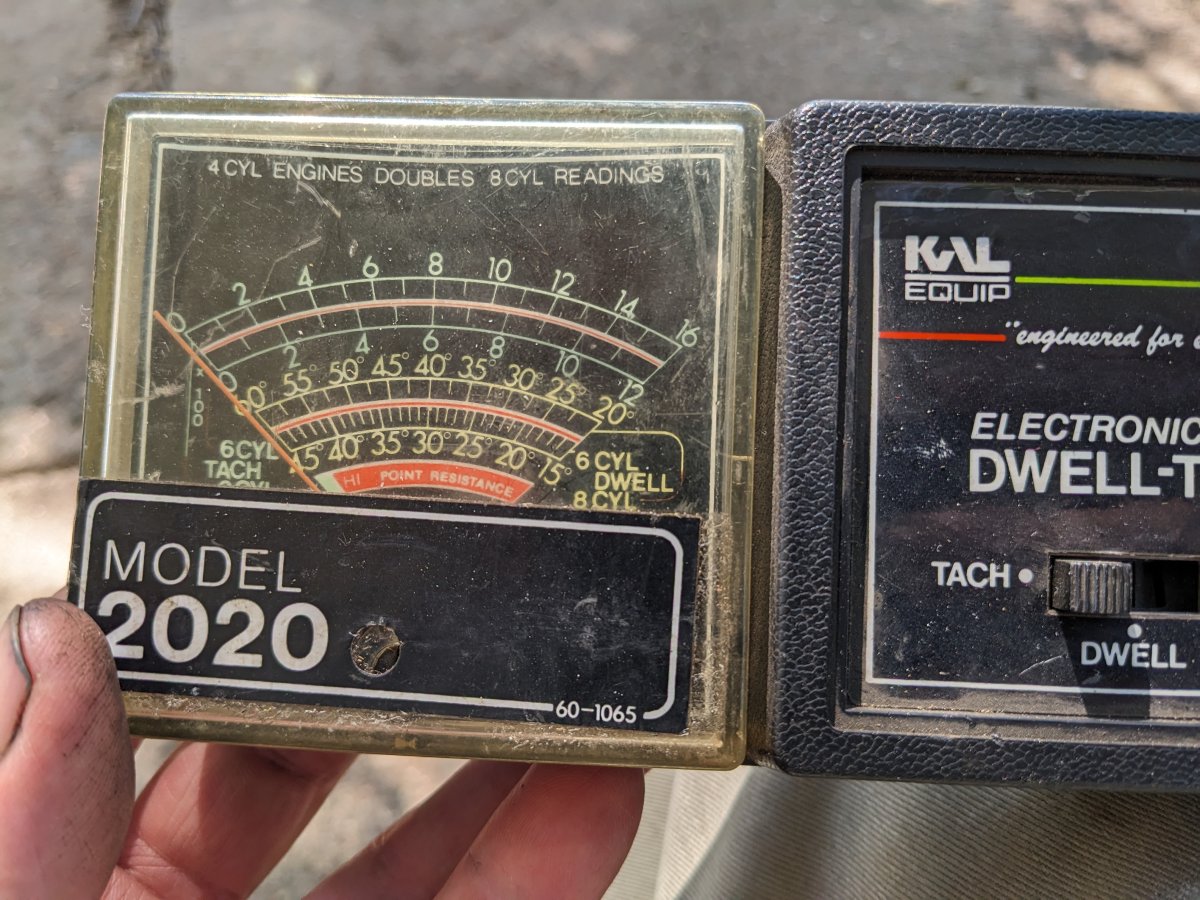 4 CYL ENGINES DOUBLES 8 CYL READINGS
0 2 4 6 8 10 12 14 16
0 2 4 6 8 10 12
60° 55° 50° 45° 40° 35° 30° 25° 20°
40° 35° 30° 25° 20° 15°
100
6 CYL
TACH
HI POINT RESISTANCE
6 CYL
DWELL
8 CYL
MODEL
2020
60-1065
KAL
EQUIP
"engineered for
ELECTRONIC
DWELL-T
TACH
DWELL